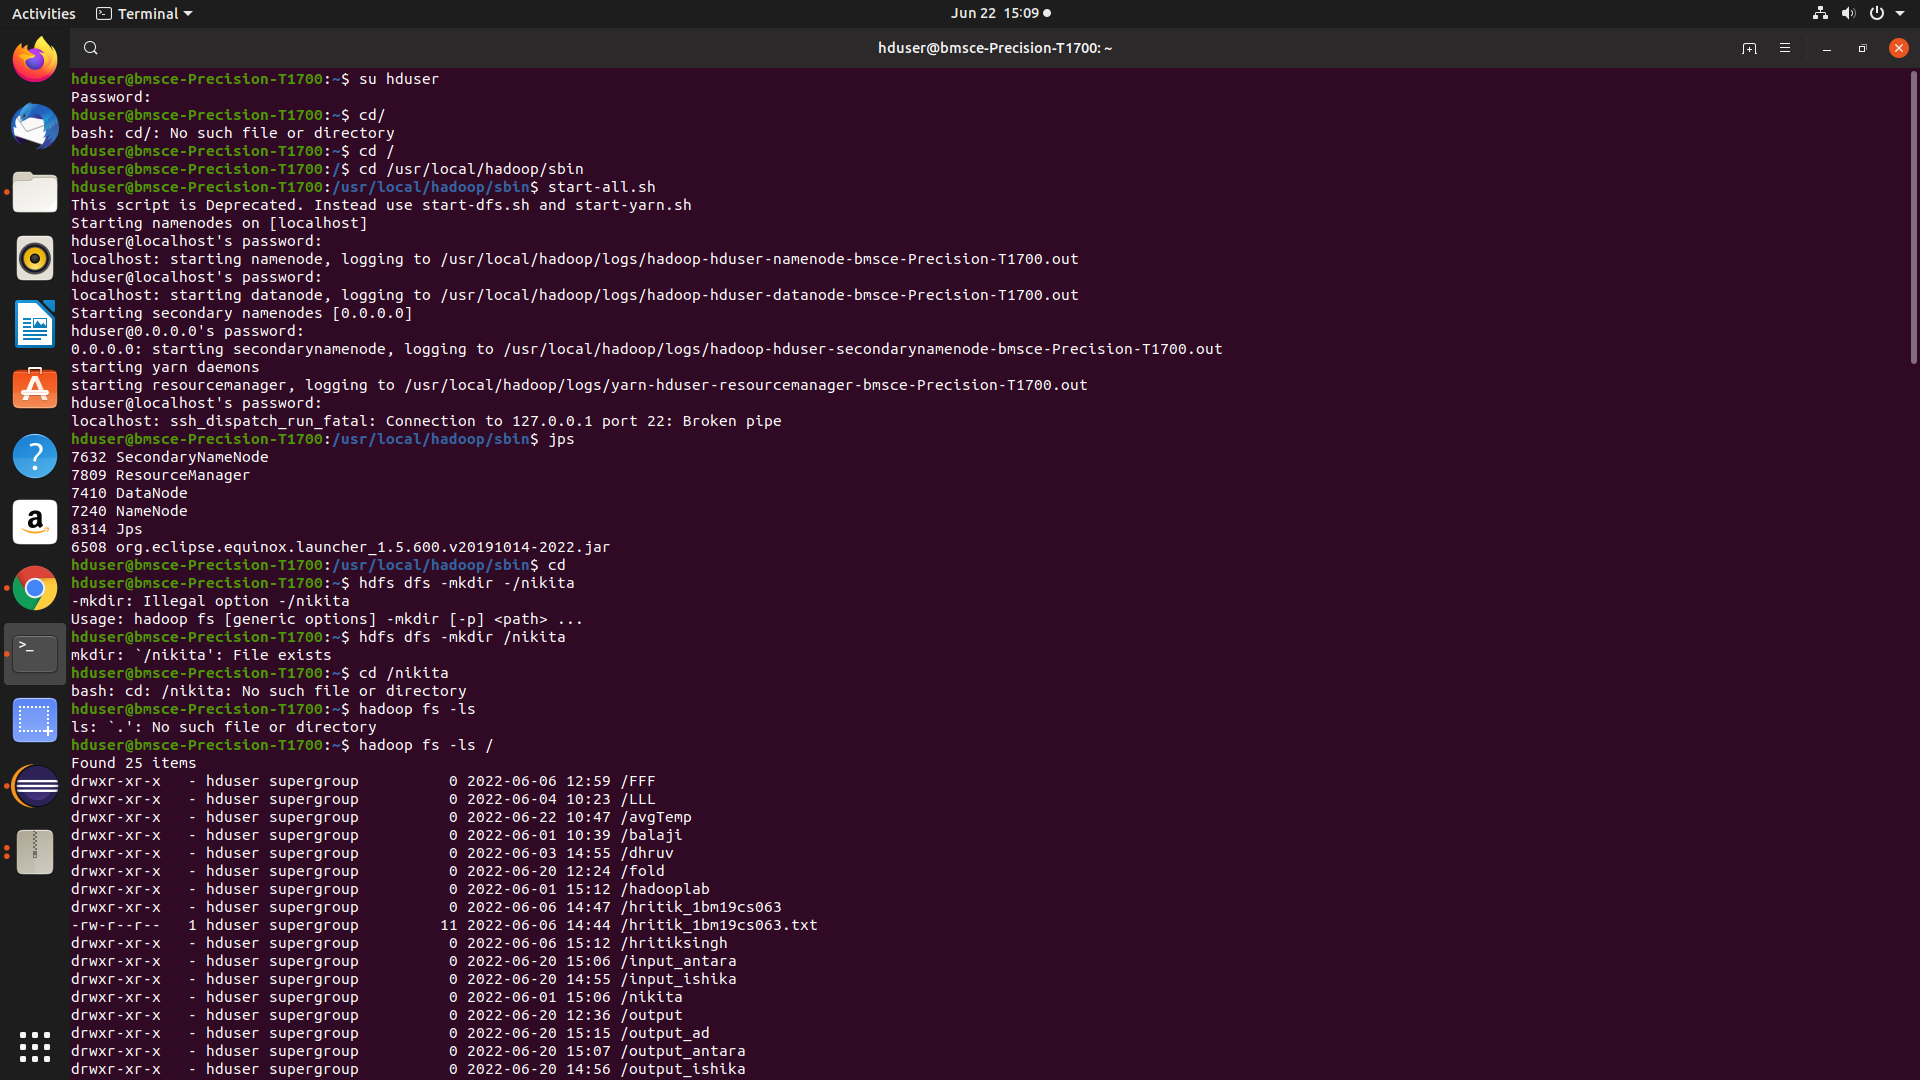 Activities Terminal Jun 22 15:09
hduser@bmsce-Precision-T1700: ~
hduser@bmsce-Precision-T1700:~$ su hduser
Password:
hduser@bmsce-Precision-T1700:~$ cd/
bash: cd/: No such file or directory
hduser@bmsce-Precision-T1700:~$ cd /
hduser@bmsce-Precision-T1700:/$ cd /usr/local/hadoop/sbin
hduser@bmsce-Precision-T1700:/usr/local/hadoop/sbin$ start-all.sh
This script is Deprecated. Instead use start-dfs.sh and start-yarn.sh
Starting namenodes on [localhost]
hduser@localhost's password:
localhost: starting namenode, logging to /usr/local/hadoop/logs/hadoop-hduser-namenode-bmsce-Precision-T1700.out
hduser@localhost's password:
localhost: starting datanode, logging to /usr/local/hadoop/logs/hadoop-hduser-datanode-bmsce-Precision-T1700.out
Starting secondary namenodes [0.0.0.0]
hduser@0.0.0.0's password:
0.0.0.0: starting secondarynamenode, logging to /usr/local/hadoop/logs/hadoop-hduser-secondarynamenode-bmsce-Precision-T1700.out
starting yarn daemons
starting resourcemanager, logging to /usr/local/hadoop/logs/yarn-hduser-resourcemanager-bmsce-Precision-T1700.out
hduser@localhost's password:
localhost: ssh_dispatch_run_fatal: Connection to 127.0.0.1 port 22: Broken pipe
hduser@bmsce-Precision-T1700:/usr/local/hadoop/sbin$ jps
7632 SecondaryNameNode
7809 ResourceManager
7410 DataNode
7240 NameNode
8314 Jps
6508 org.eclipse.equinox.launcher_1.5.600.v20191014-2022.jar
hduser@bmsce-Precision-T1700:/usr/local/hadoop/sbin$ cd
hduser@bmsce-Precision-T1700:~$ hdfs dfs -mkdir -/nikita
-mkdir: Illegal option -/nikita
Usage: hadoop fs [generic options] -mkdir [-p] <path> ...
hduser@bmsce-Precision-T1700:~$ hdfs dfs -mkdir /nikita
mkdir: `/nikita': File exists
hduser@bmsce-Precision-T1700:~$ cd /nikita
bash: cd: /nikita: No such file or directory
hduser@bmsce-Precision-T1700:~$ hadoop fs -ls
ls: `.': No such file or directory
hduser@bmsce-Precision-T1700:~$ hadoop fs -ls /
Found 25 items
drwxr-xr-x   - hduser supergroup          0 2022-06-06 12:59 /FFF
drwxr-xr-x   - hduser supergroup          0 2022-06-04 10:23 /LLL
drwxr-xr-x   - hduser supergroup          0 2022-06-22 10:47 /avgTemp
drwxr-xr-x   - hduser supergroup          0 2022-06-01 10:39 /balaji
drwxr-xr-x   - hduser supergroup          0 2022-06-03 14:55 /dhruv
drwxr-xr-x   - hduser supergroup          0 2022-06-20 12:24 /fold
drwxr-xr-x   - hduser supergroup          0 2022-06-01 15:12 /hadooplab
drwxr-xr-x   - hduser supergroup          0 2022-06-06 14:47 /hritik_1bm19cs063
-rw-r--r--   1 hduser supergroup         11 2022-06-06 14:44 /hritik_1bm19cs063.txt
drwxr-xr-x   - hduser supergroup          0 2022-06-06 15:12 /hritiksingh
drwxr-xr-x   - hduser supergroup          0 2022-06-20 15:06 /input_antara
drwxr-xr-x   - hduser supergroup          0 2022-06-20 14:55 /input_ishika
drwxr-xr-x   - hduser supergroup          0 2022-06-01 15:06 /nikita
drwxr-xr-x   - hduser supergroup          0 2022-06-20 12:36 /output
drwxr-xr-x   - hduser supergroup          0 2022-06-20 15:15 /output_ad
drwxr-xr-x   - hduser supergroup          0 2022-06-20 15:07 /output_antara
drwxr-xr-x   - hduser supergroup          0 2022-06-20 14:56 /output_ishika